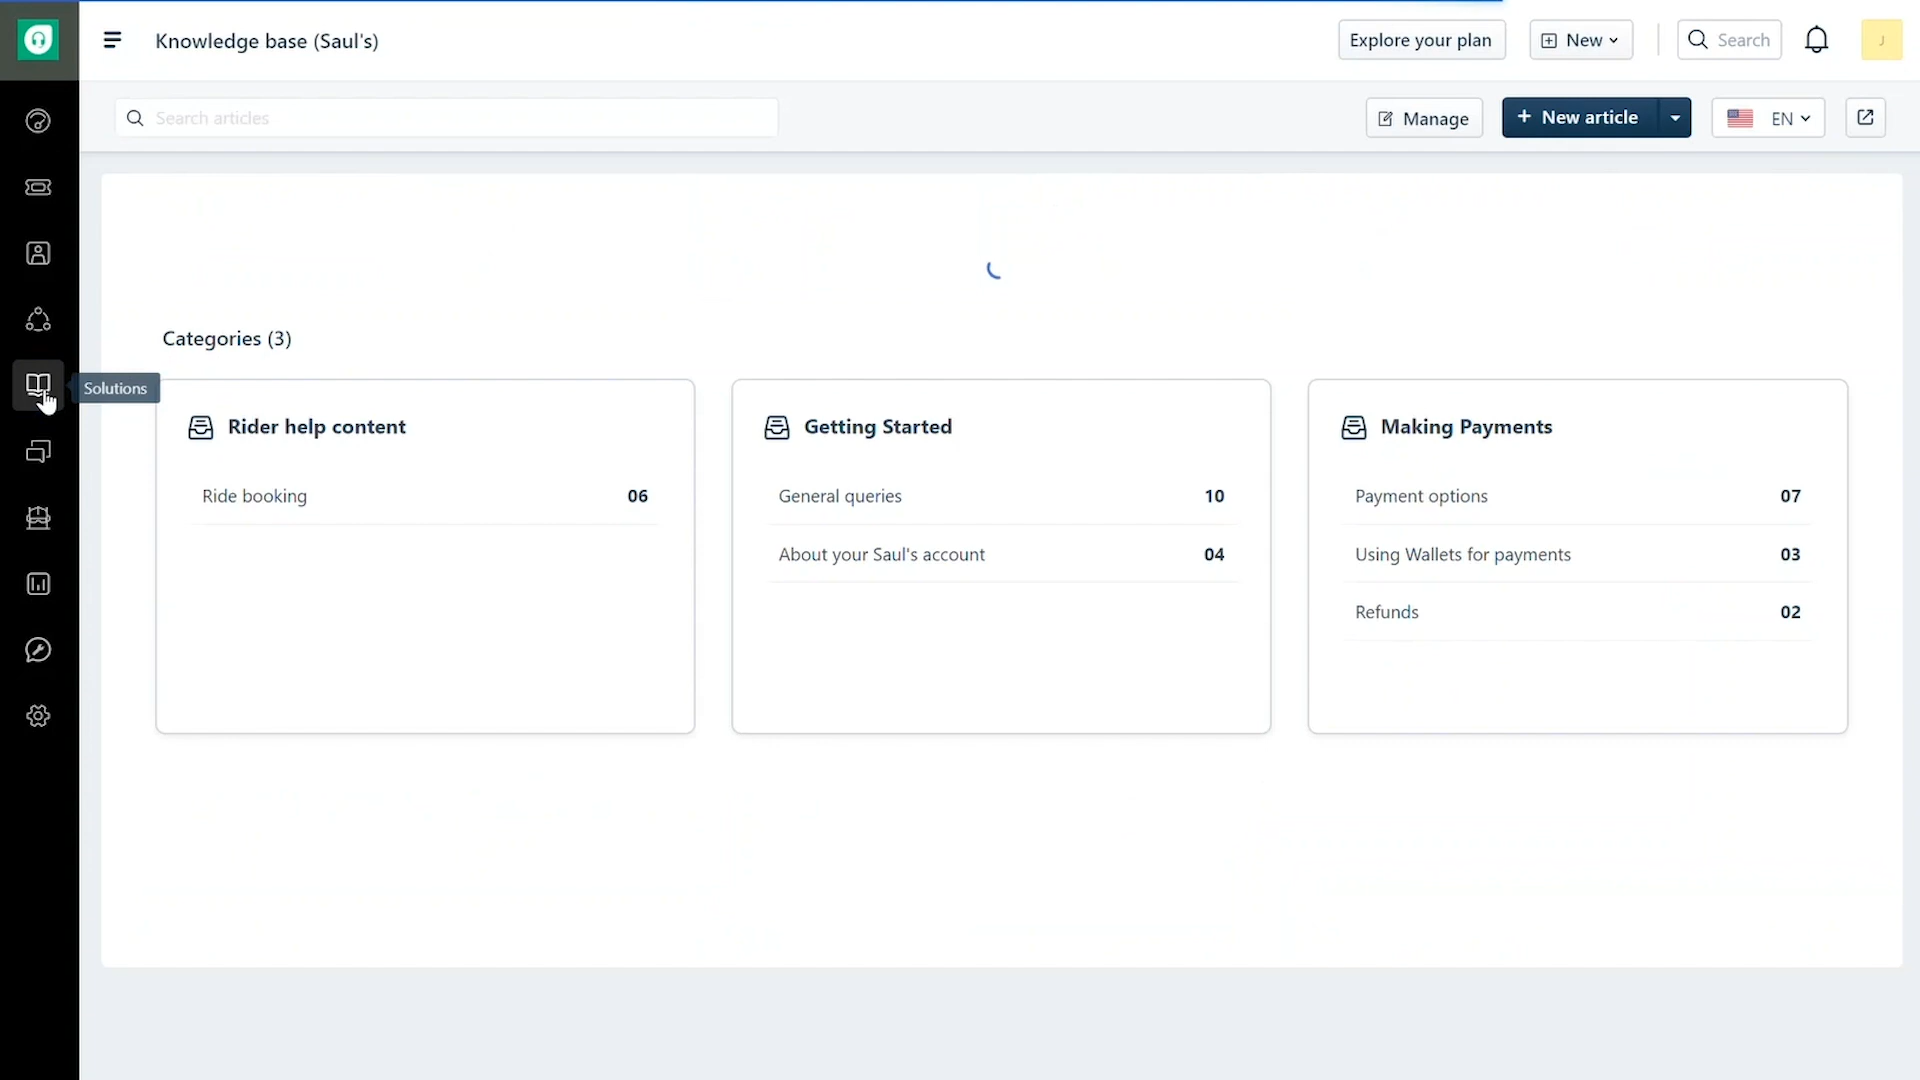 Knowledge base (Saul's)
Explore your plan
New
Search
J
Search articles
Manage
+ New article
EN
Categories (3)
Solutions
Rider help content
Ride booking 06
Getting Started
General queries 10
About your Saul's account 04
Making Payments
Payment options 07
Using Wallets for payments 03
Refunds 02